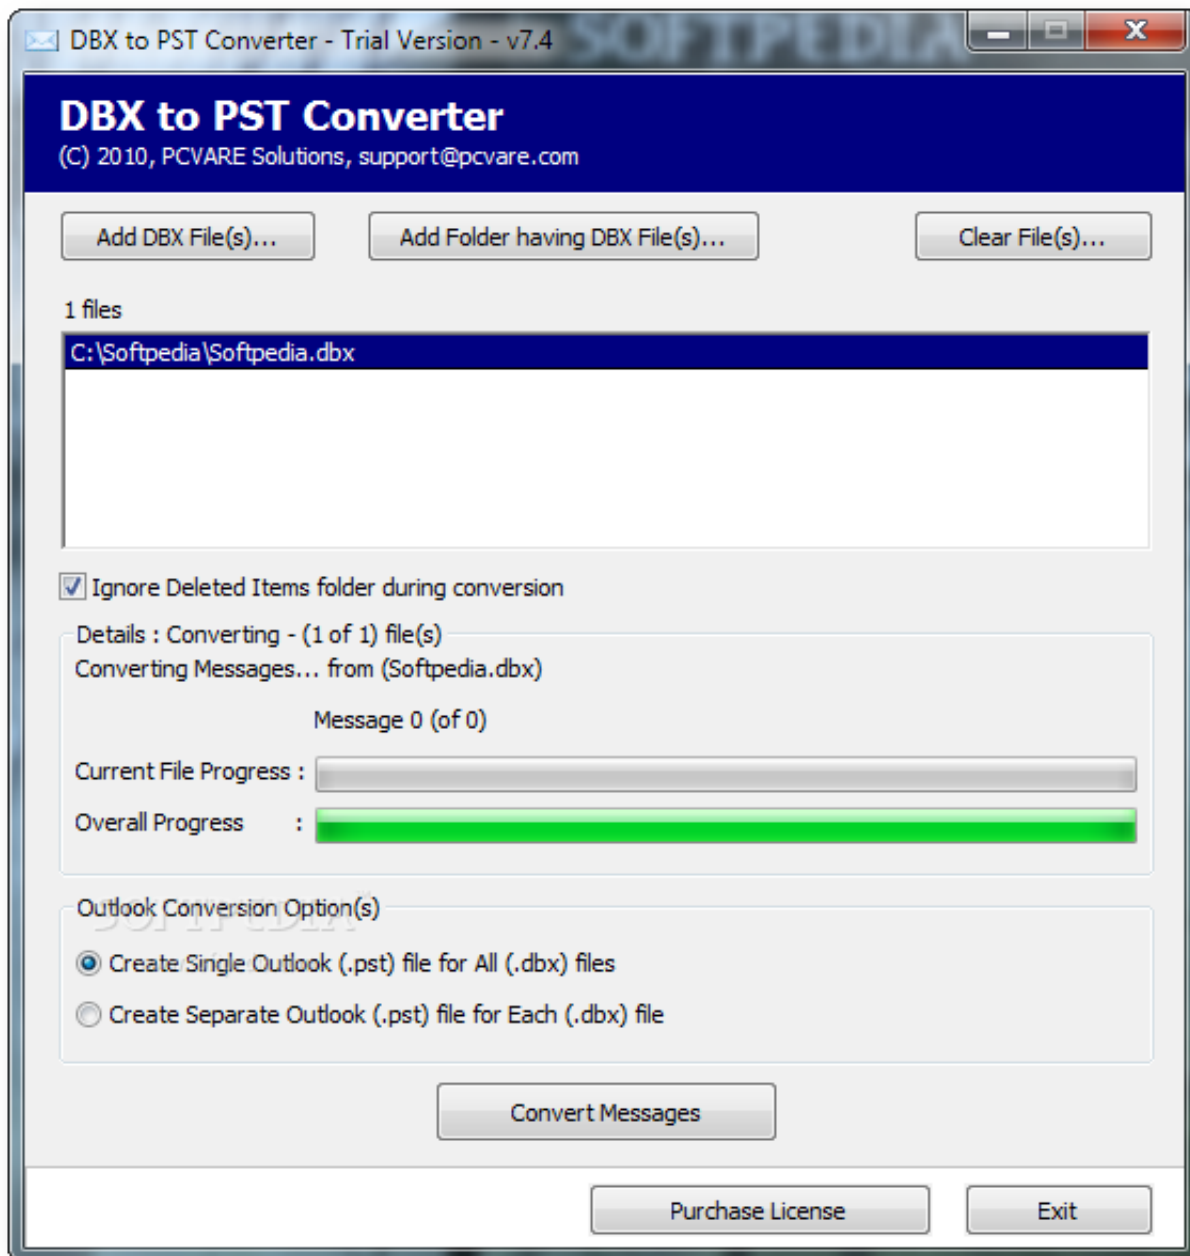 DBX to PST Converter - Trial Version - v7.4
SOFTPEDIA
DBX to PST Converter
(C) 2010, PCVARE Solutions, support@pcvare.com
Add DBX File(s)... Add Folder having DBX File(s)... Clear File(s)...
1 files
C:\Softpedia\Softpedia.dbx
Ignore Deleted Items folder during conversion
Details : Converting - (1 of 1) file(s)
Converting Messages... from (Softpedia.dbx)
Message 0 (of 0)
Current File Progress :
Overall Progress :
SOFTPEDIA
Outlook Conversion Option(s)
Create Single Outlook (.pst) file for All (.dbx) files
Create Separate Outlook (.pst) file for Each (.dbx) file
Convert Messages
Purchase License Exit